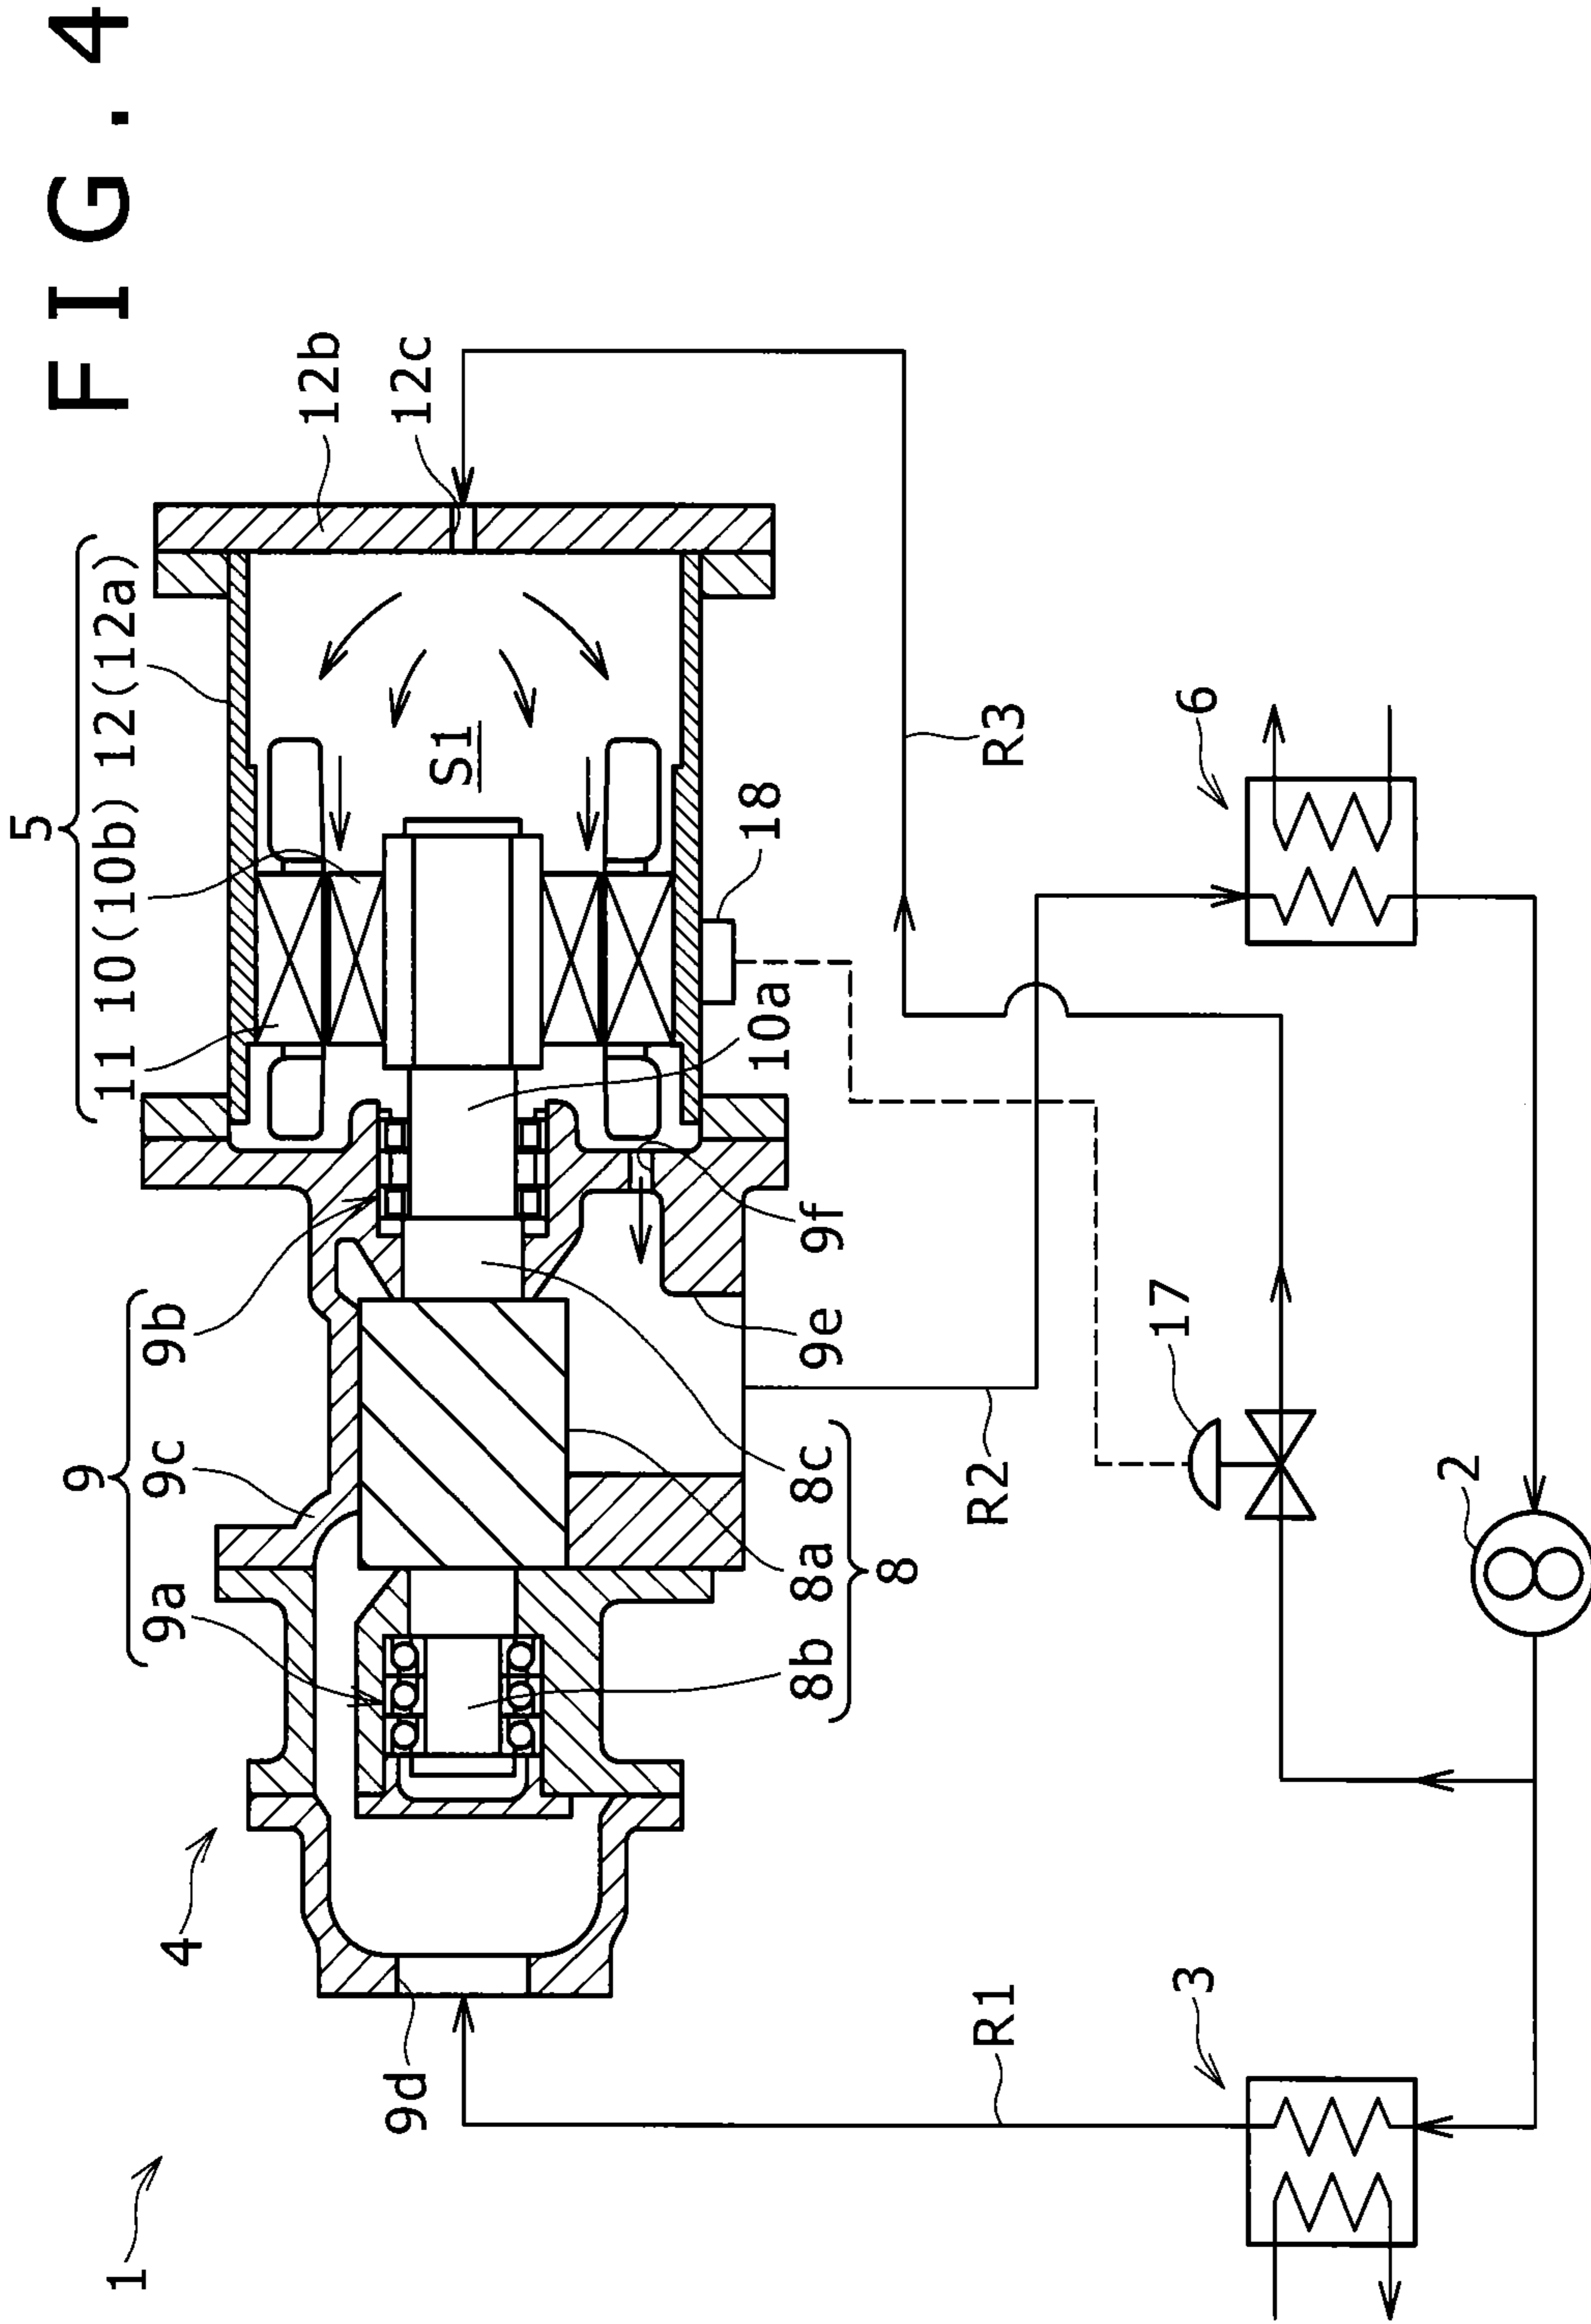 FIG.4
5
11 10(10b) 12(12a)
12b
12c
9
9a 9c 9b
4
1
9d
S1
18
10a
9f
9e
8b 8a 8c
8
R1
R2
R3
17
6
3
2